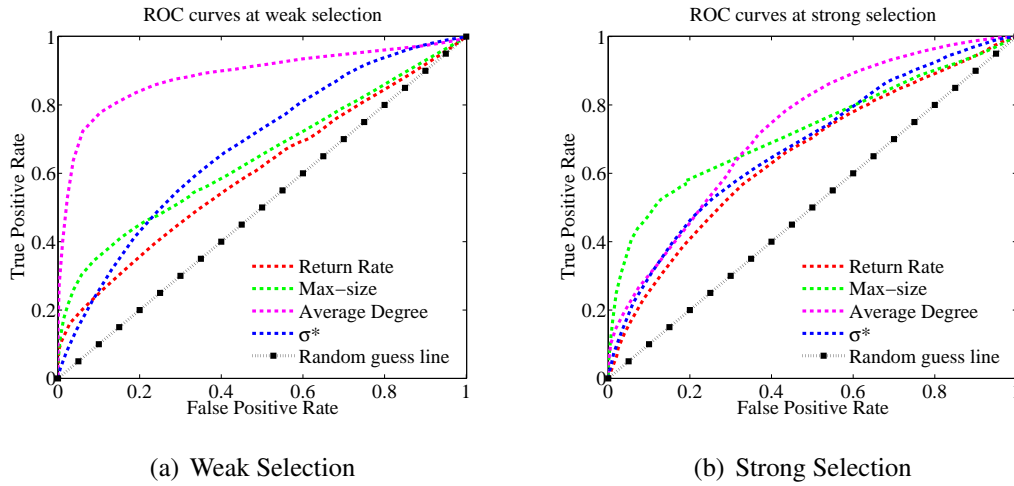 ROC curves at weak selection
1
0.8
0.6
0.4
0.2
0
True Positive Rate
Return Rate
Max−size
Average Degree
σ*
Random guess line
0 0.2 0.4 0.6 0.8 1
False Positive Rate
(a) Weak Selection
ROC curves at strong selection
1
0.8
0.6
0.4
0.2
0
True Positive Rate
Return Rate
Max−size
Average Degree
σ*
Random guess line
0 0.2 0.4 0.6 0.8 1
False Positive Rate
(b) Strong Selection